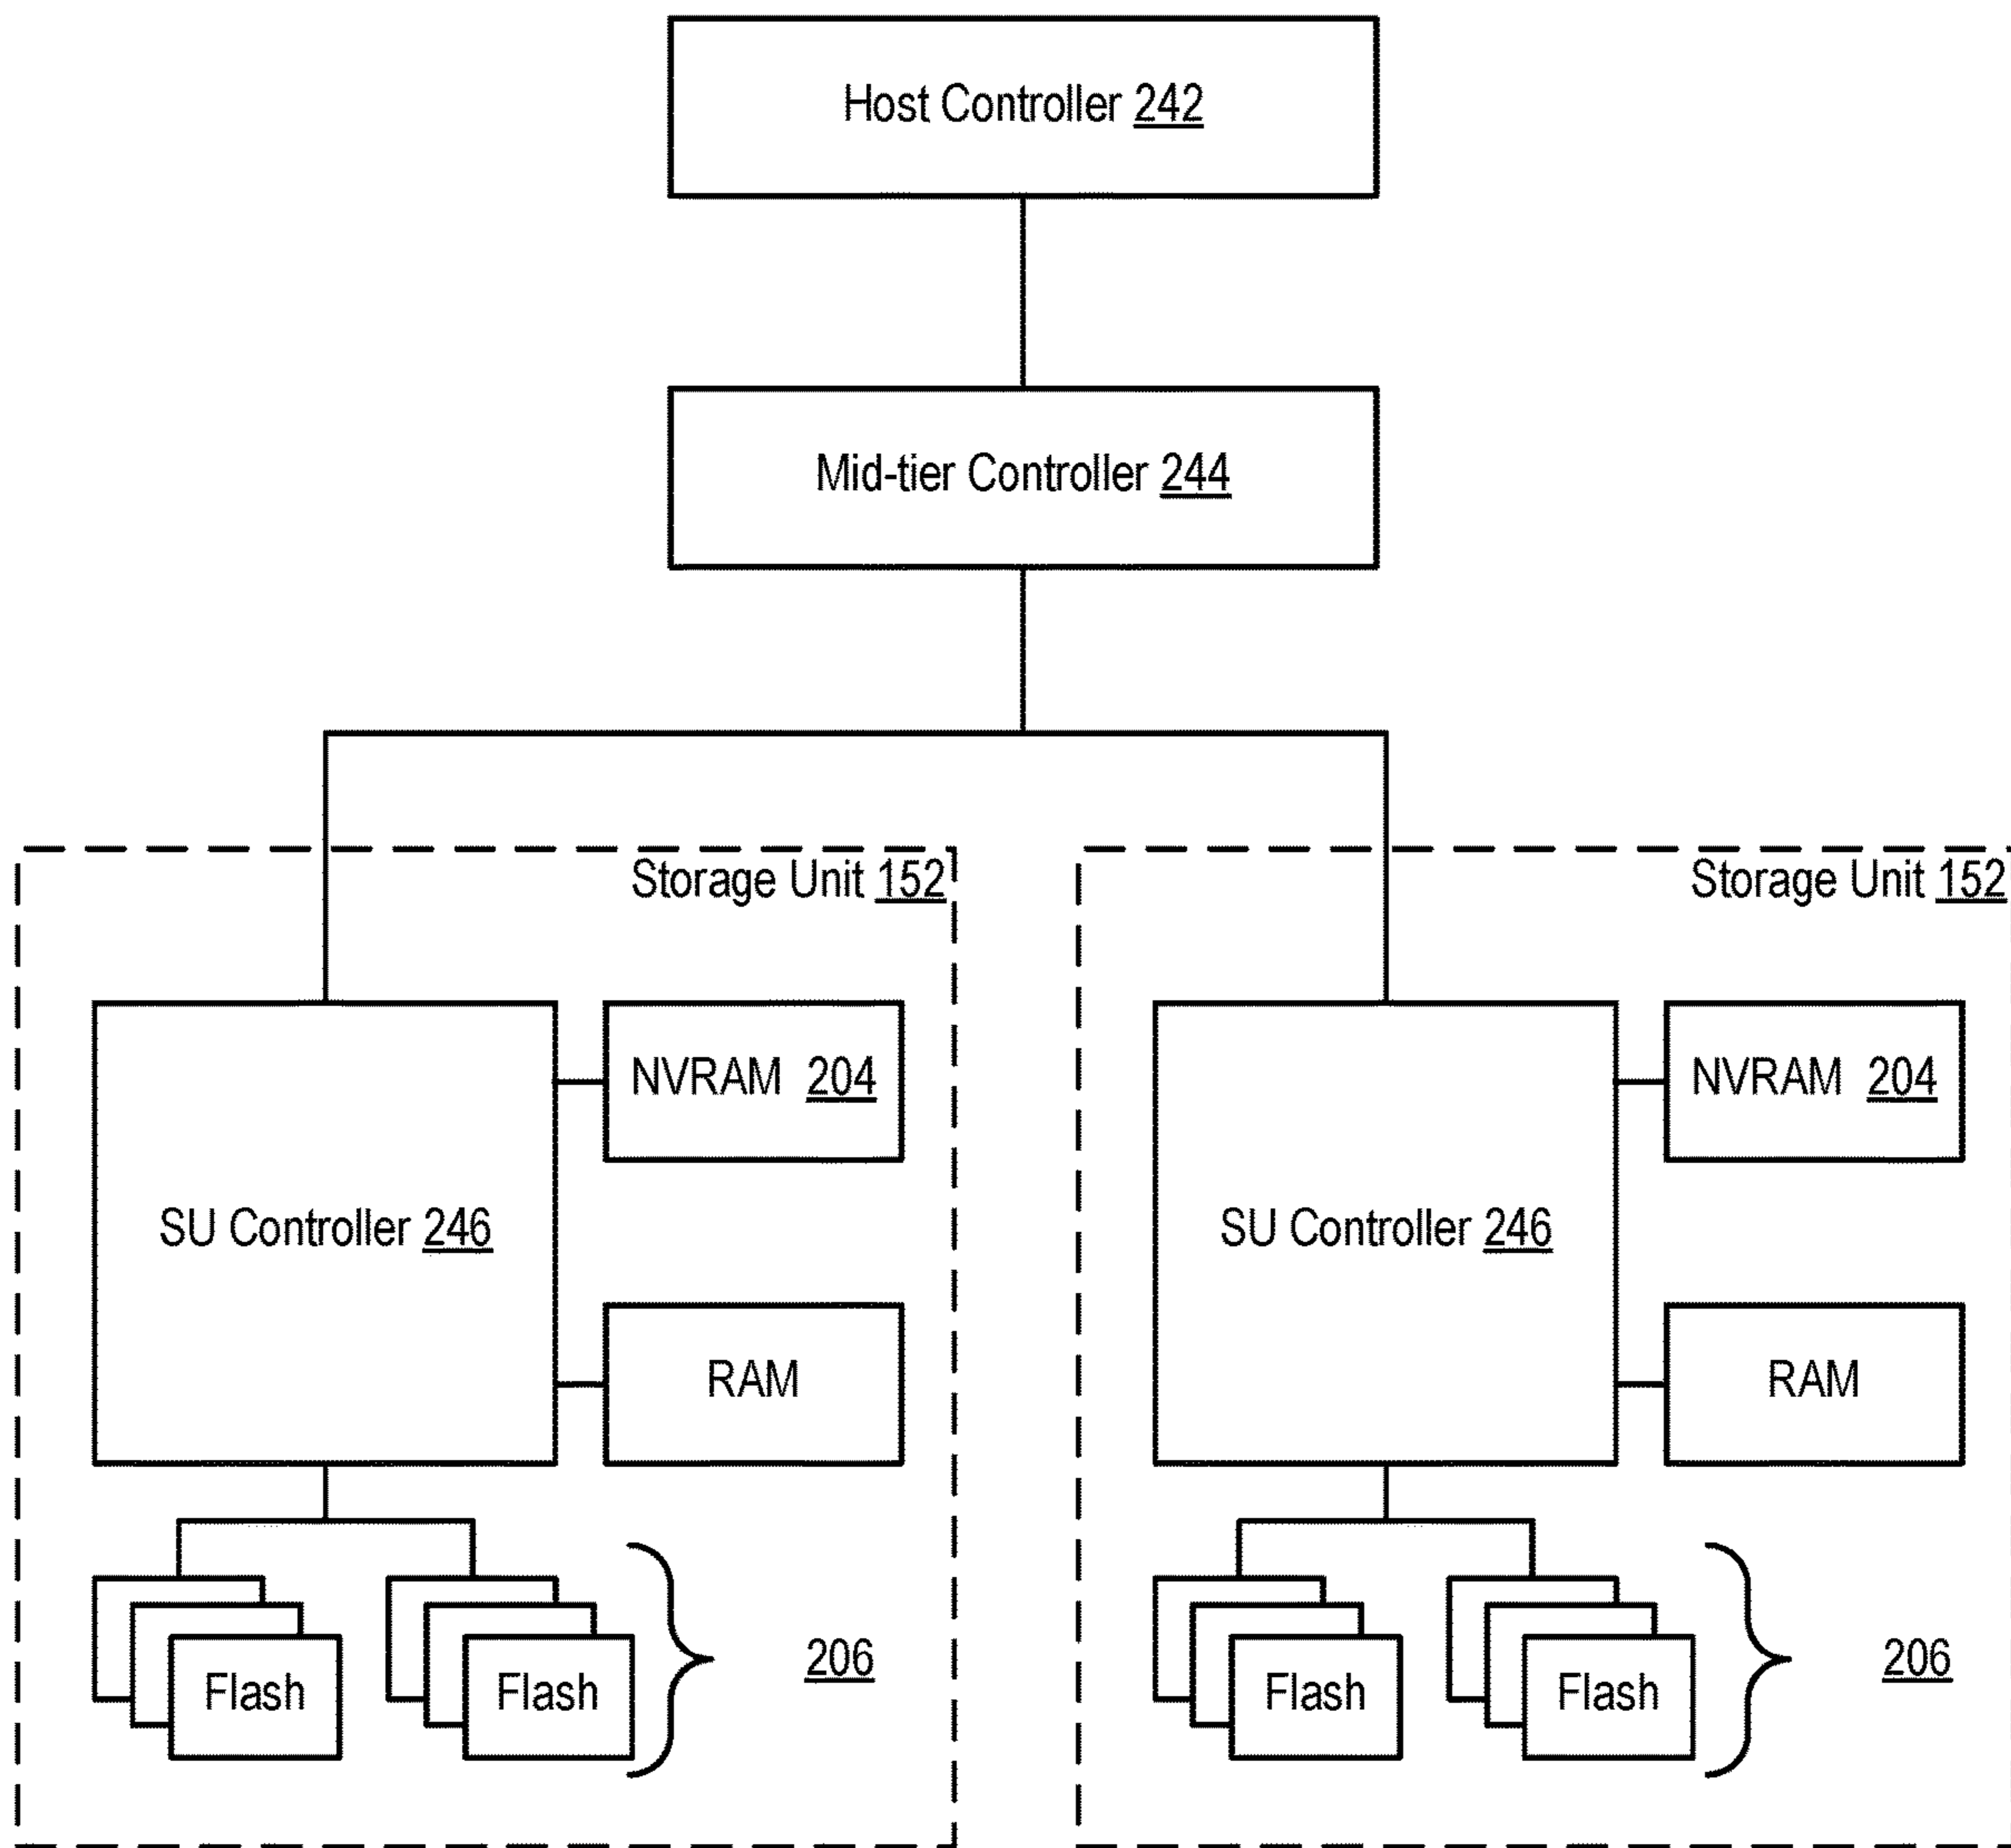 Host Controller 242
Mid-tier Controller 244
Storage Unit 152
NVRAM 204
SU Controller 246
RAM
Flash Flash
206
Storage Unit 152
NVRAM 204
SU Controller 246
RAM
Flash Flash
206